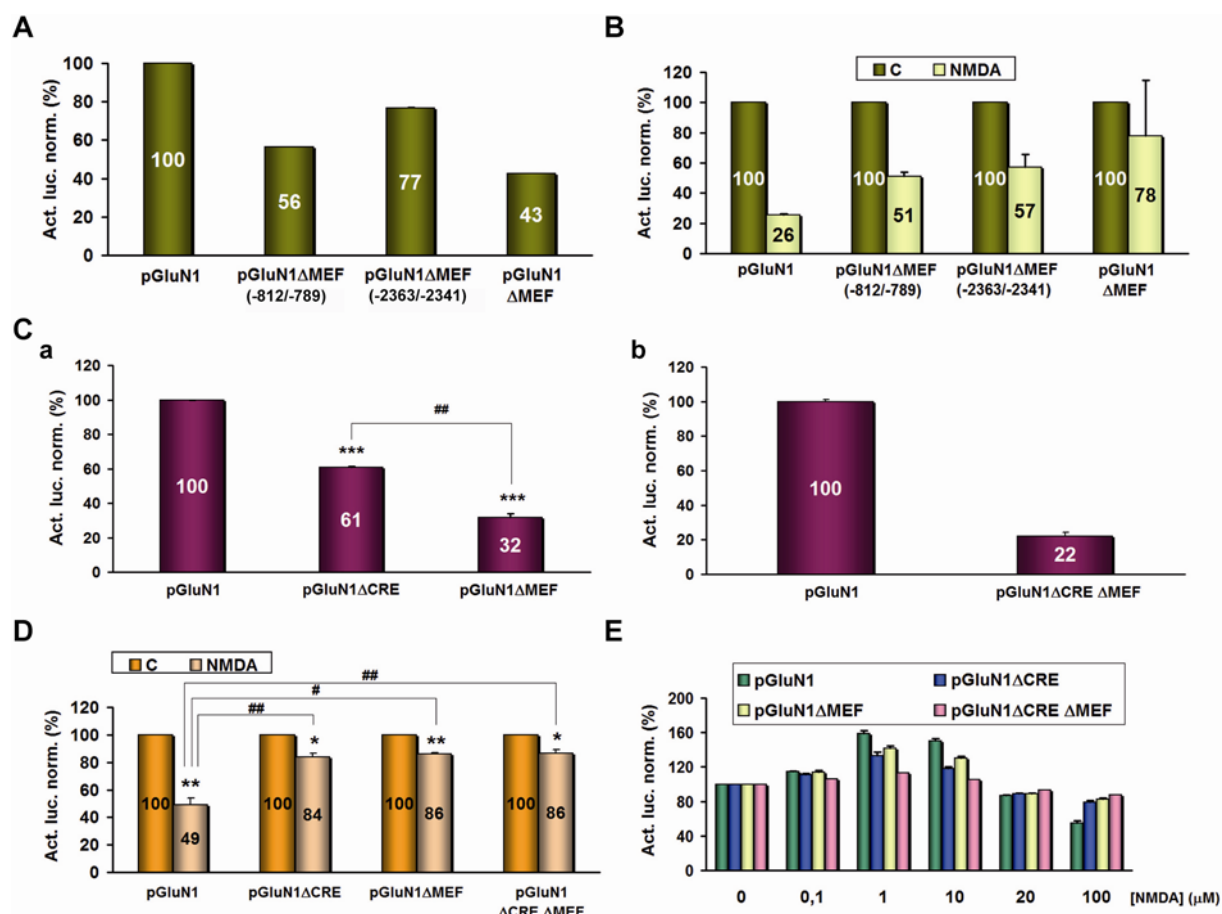 A
Act. luc. norm. (%)
100
80
60
40
20
0
100
56
77
43
pGluN1
pGluN1ΔMEF
(-812/-789)
pGluN1ΔMEF
(-2363/-2341)
pGluN1
ΔMEF
B
C
NMDA
Act. luc. norm. (%)
120
100
80
60
40
20
0
100
26
100
51
100
57
100
78
pGluN1
pGluN1ΔMEF
(-812/-789)
pGluN1ΔMEF
(-2363/-2341)
pGluN1
ΔMEF
C
a
Act. luc. norm. (%)
120
100
80
60
40
20
0
##
***
***
100
61
32
pGluN1
pGluN1ΔCRE
pGluN1ΔMEF
b
Act. luc. norm. (%)
120
100
80
60
40
20
0
100
22
pGluN1
pGluN1ΔCRE ΔMEF
D
C
NMDA
Act. luc. norm. (%)
120
100
80
60
40
20
0
##
#
##
**
*
**
*
100
49
100
84
100
86
100
86
pGluN1
pGluN1ΔCRE
pGluN1ΔMEF
pGluN1
ΔCRE ΔMEF
E
pGluN1
pGluN1ΔCRE
pGluN1ΔMEF
pGluN1ΔCRE ΔMEF
Act. luc. norm. (%)
200
160
120
80
40
0
0
0,1
1
10
20
100
[NMDA] (µM)